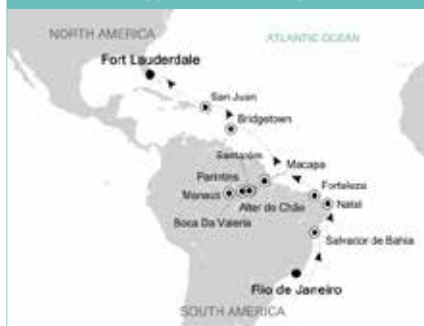 NORTH AMERICA
ATLANTIC OCEAN
Fort Lauderdale
San Juan
Bridgetown
Santarém
Macapa
Parintins
Fortaleza
Manaus
Alter do Chão
Natal
Boca Da Valeria
Salvador de Bahia
Rio de Janeiro
SOUTH AMERICA